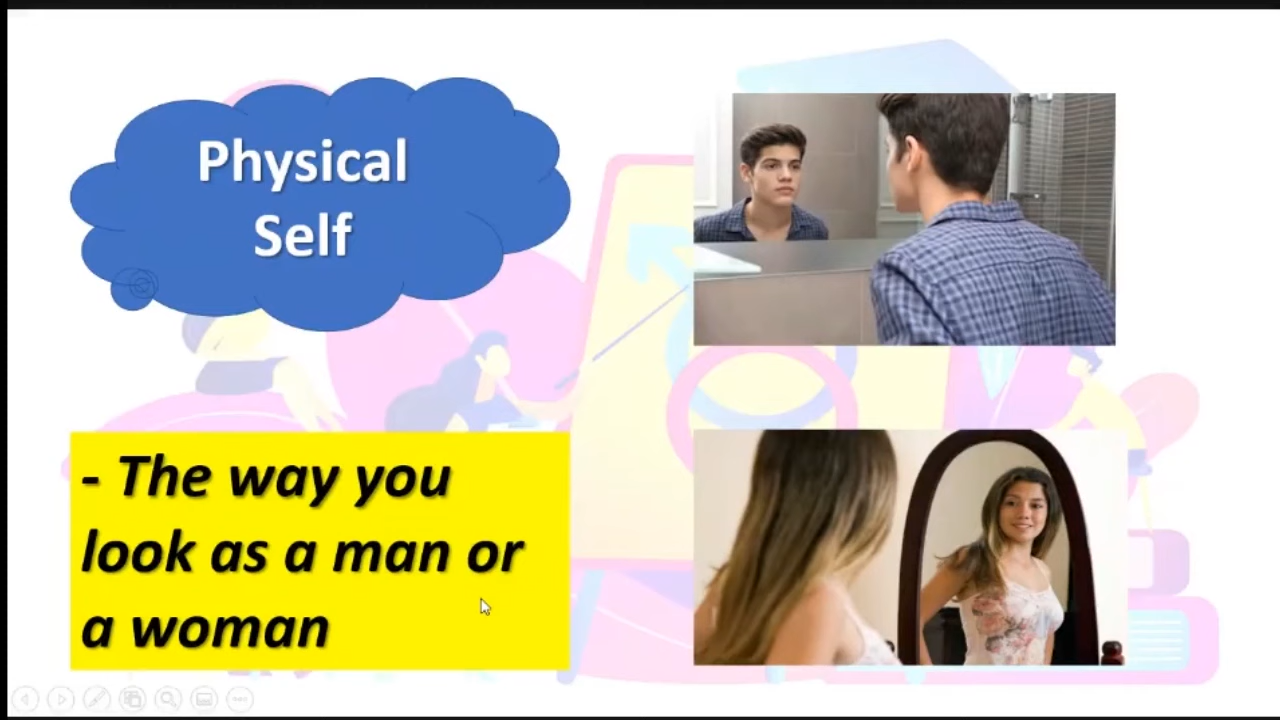 Physical
Self
- The way you
look as a man or
a woman